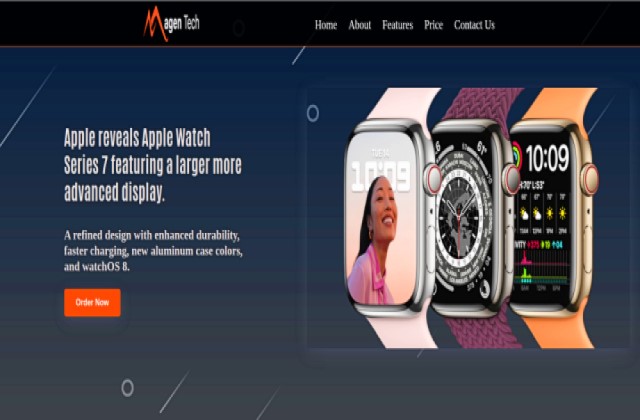 Magen Tech
Home About Features Price Contact Us
Apple reveals Apple Watch
Series 7 featuring a larger more
advanced display.
A refined design with enhanced durability,
faster charging, new aluminum case colors,
and watchOS 8.
Order Now
10:09
10:09